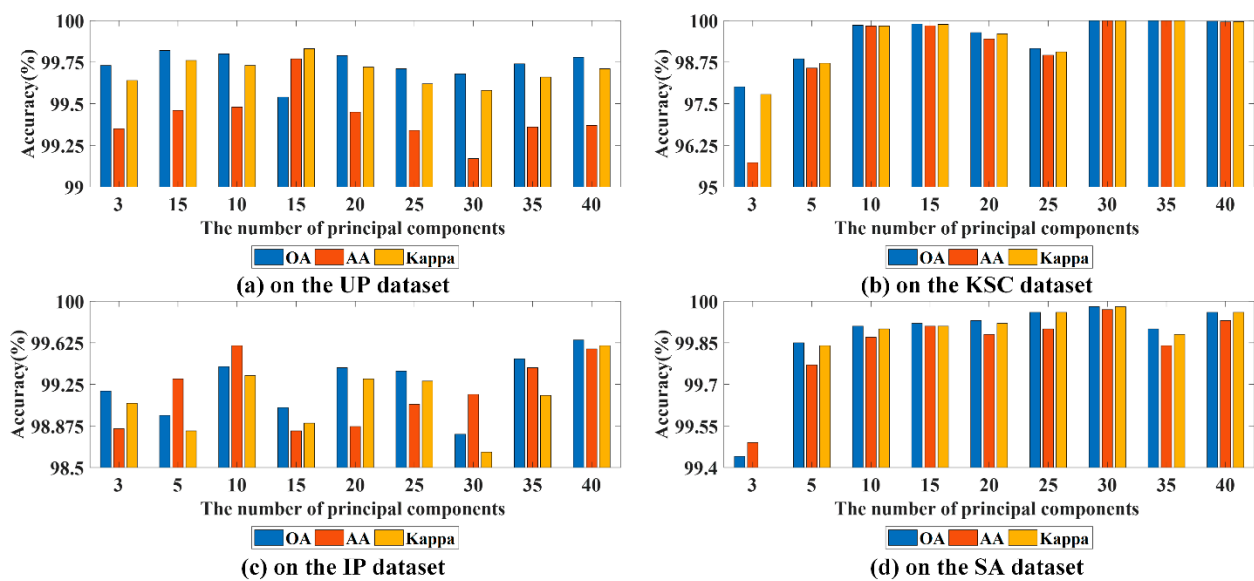 100
99.75
99.5
99.25
99
Accuracy(%)
3 15 10 15 20 25 30 35 40
The number of principal components
OA AA Kappa
(a) on the UP dataset
100
98.75
97.5
96.25
95
Accuracy(%)
3 5 10 15 20 25 30 35 40
The number of principal components
OA AA Kappa
(b) on the KSC dataset
100
99.625
99.25
98.875
98.5
Accuracy(%)
3 5 10 15 20 25 30 35 40
The number of principal components
OA AA Kappa
(c) on the IP dataset
100
99.85
99.7
99.55
99.4
Accuracy(%)
3 5 10 15 20 25 30 35 40
The number of principal components
OA AA Kappa
(d) on the SA dataset